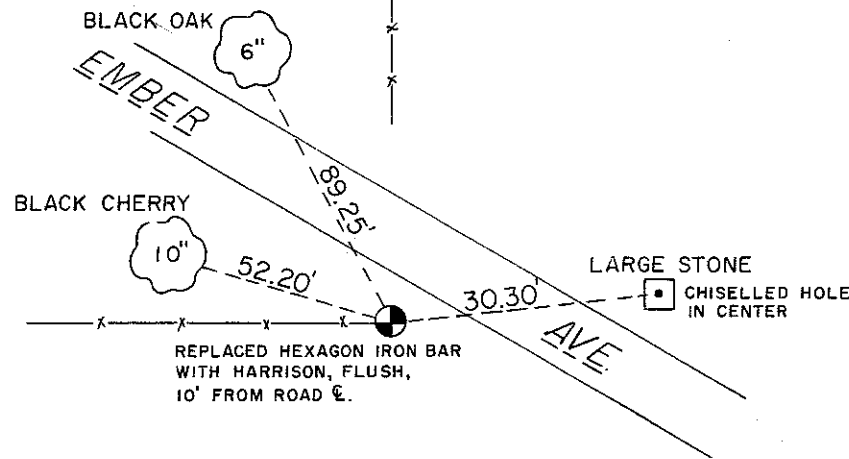 BLACK OAK
6"
EMBER
89.25'
BLACK CHERRY
10"
52.20'
30.30'
LARGE STONE
CHISELLED HOLE
IN CENTER
AVE.
REPLACED HEXAGON IRON BAR
WITH HARRISON, FLUSH,
10' FROM ROAD ℄.